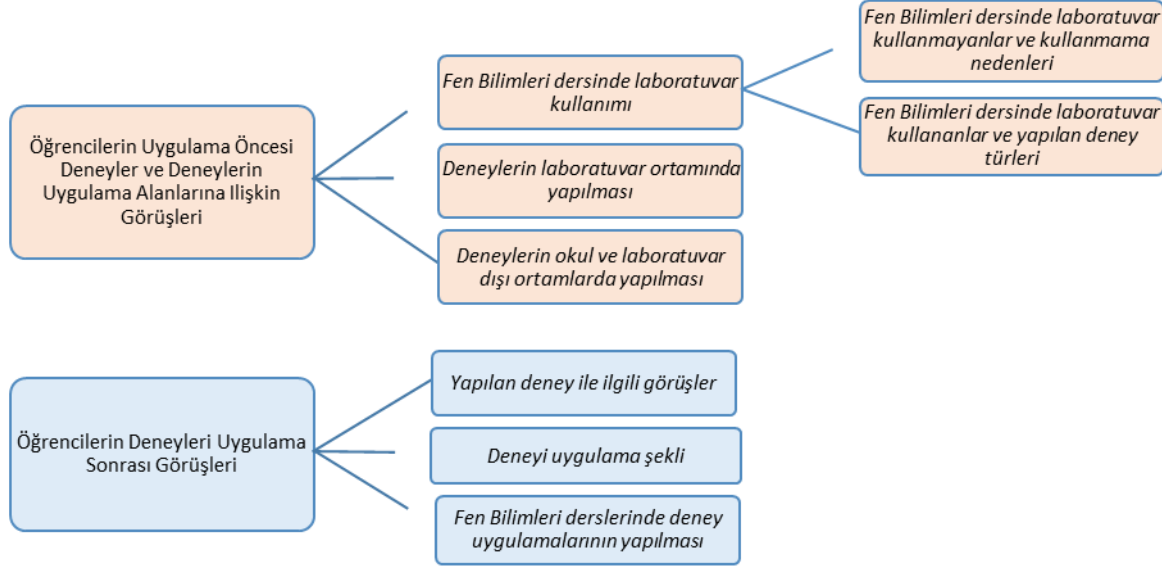 Öğrencilerin Uygulama Öncesi
Deneyler ve Deneylerin
Uygulama Alanlarına Ilişkin
Görüşleri
Fen Bilimleri dersinde laboratuvar
kullanımı
Fen Bilimleri dersinde laboratuvar
kullanmayanlar ve kullanmama
nedenleri
Fen Bilimleri dersinde laboratuvar
kullananlar ve yapılan deney
türleri
Deneylerin laboratuvar ortamında
yapılması
Deneylerin okul ve laboratuvar
dışı ortamlarda yapılması
Öğrencilerin Deneyleri Uygulama
Sonrası Görüşleri
Yapılan deney ile ilgili görüşler
Deneyi uygulama şekli
Fen Bilimleri derslerinde deney
uygulamalarının yapılması